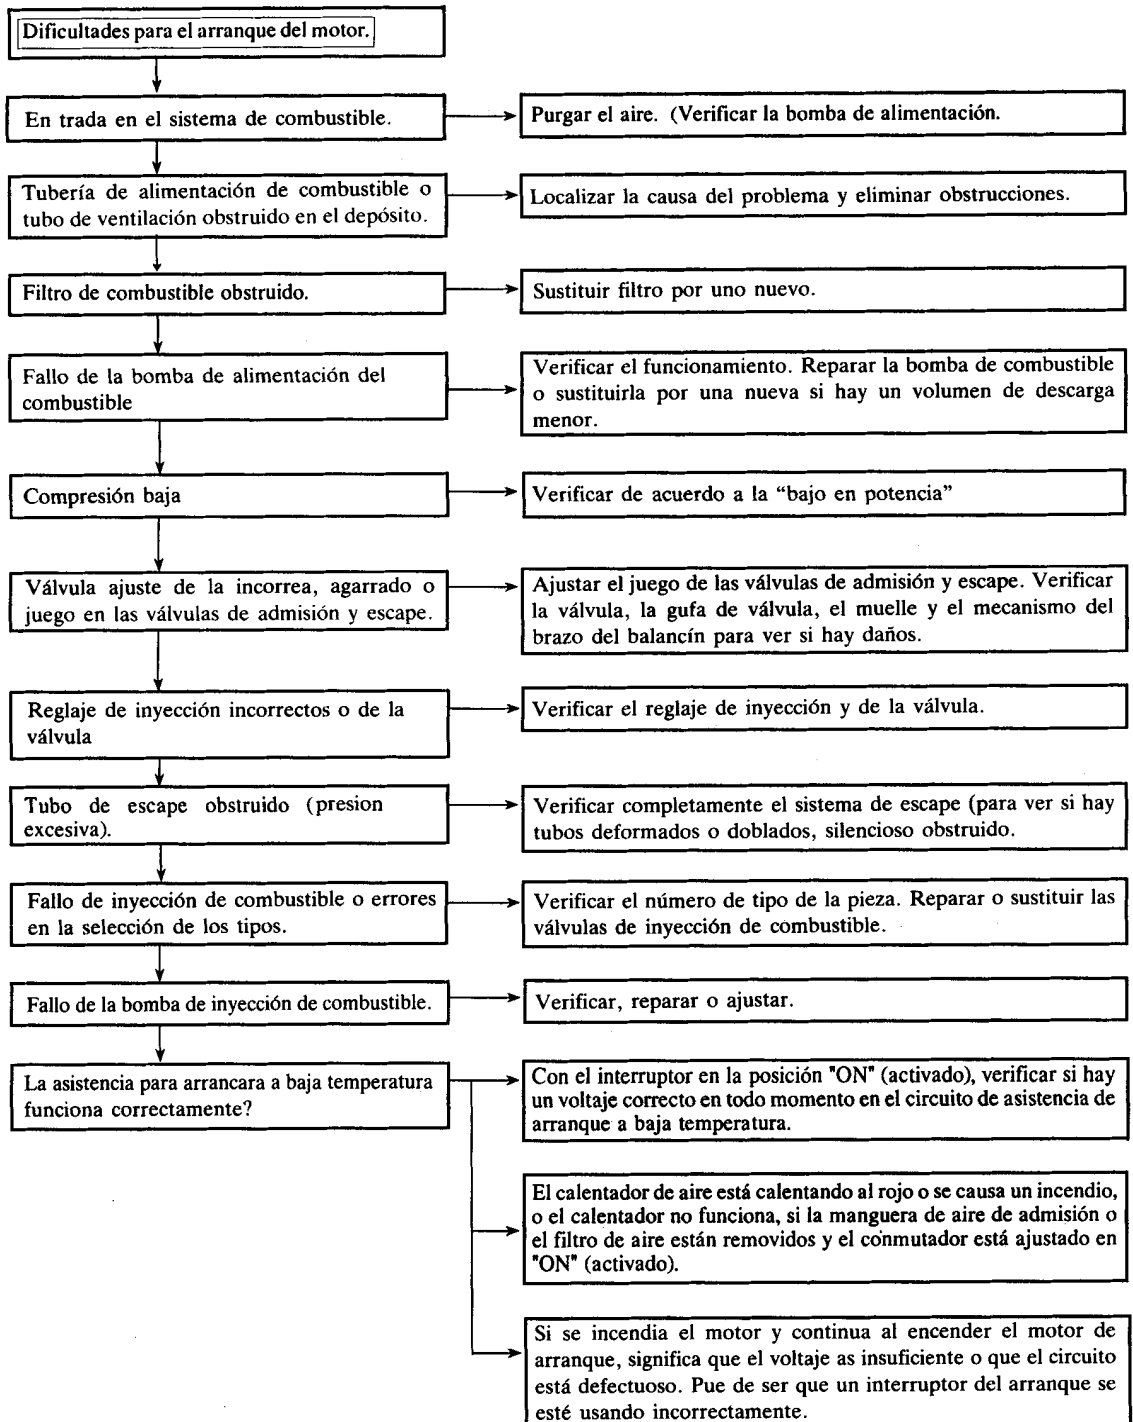 Dificultades para el arranque del motor.
En trada en el sistema de combustible.
Purgar el aire. (Verificar la bomba de alimentación.
Tubería de alimentación de combustible o
tubo de ventilación obstruido en el depósito.
Localizar la causa del problema y eliminar obstrucciones.
Filtro de combustible obstruido.
Sustituir filtro por uno nuevo.
Fallo de la bomba de alimentación del
combustible
Verificar el funcionamiento. Reparar la bomba de combustible
o sustituirla por una nueva si hay un volumen de descarga
menor.
Compresión baja
Verificar de acuerdo a la “bajo en potencia”
Válvula ajuste de la incorrea, agarrado o
juego en las válvulas de admisión y escape.
Ajustar el juego de las válvulas de admisión y escape. Verificar
la válvula, la gufa de válvula, el muelle y el mecanismo del
brazo del balancín para ver si hay daños.
Reglaje de inyección incorrectos o de la
válvula
Verificar el reglaje de inyección y de la válvula.
Tubo de escape obstruido (presion
excesiva).
Verificar completamente el sistema de escape (para ver si hay
tubos deformados o doblados, silencioso obstruido.
Fallo de inyección de combustible o errores
en la selección de los tipos.
Verificar el número de tipo de la pieza. Reparar o sustituir las
válvulas de inyección de combustible.
Fallo de la bomba de inyección de combustible.
Verificar, reparar o ajustar.
La asistencia para arrancara a baja temperatura
funciona correctamente?
Con el interruptor en la posición "ON" (activado), verificar si hay
un voltaje correcto en todo momento en el circuito de asistencia de
arranque a baja temperatura.
El calentador de aire está calentando al rojo o se causa un incendio,
o el calentador no funciona, si la manguera de aire de admisión o
el filtro de aire están removidos y el conmutador está ajustado en
"ON" (activado).
Si se incendia el motor y continua al encender el motor de
arranque, significa que el voltaje as insuficiente o que el circuito
está defectuoso. Pue de ser que un interruptor del arranque se
esté usando incorrectamente.